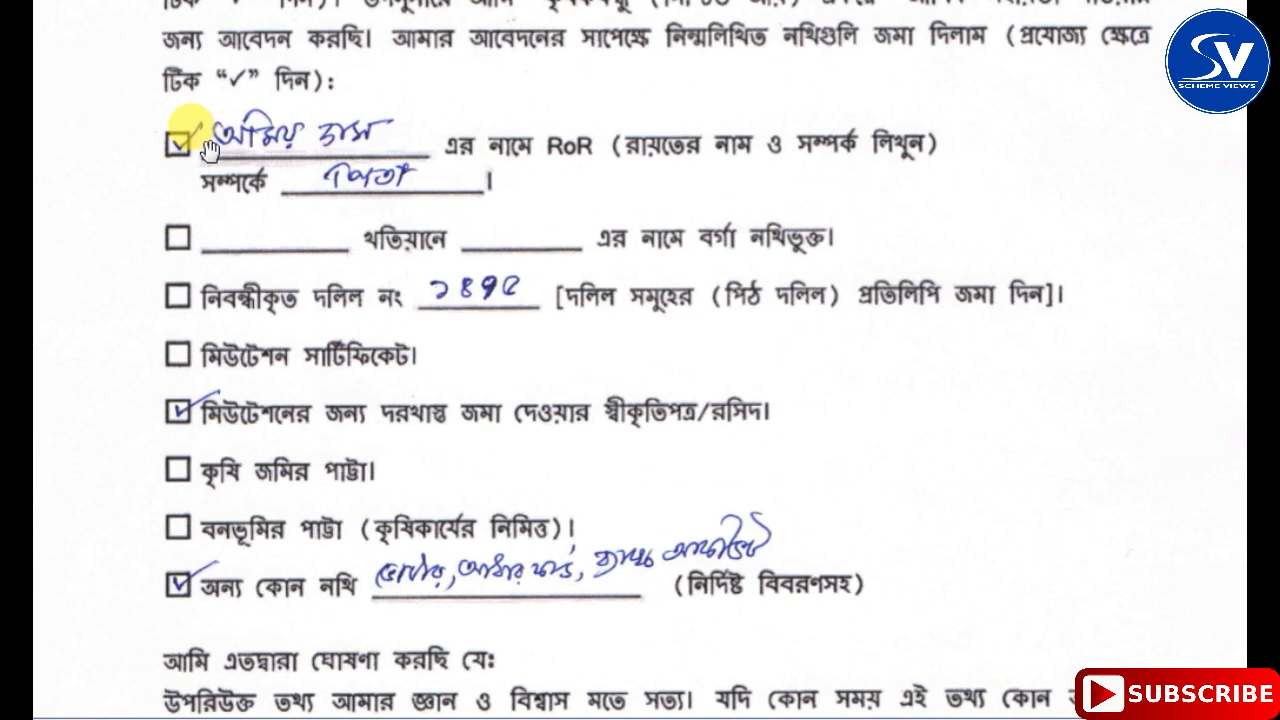 জন্য আবেদন করছি। আমার আবেদনের সাপেক্ষে নিম্নলিখিত নথিগুলি জমা দিলাম (প্রযোজ্য ক্ষেত্রে
টিক “✓” দিন):
SV
SCHEME VIEWS
অমিয় দাস এর নামে RoR (রায়তের নাম ও সম্পর্ক লিখুন)
সম্পর্কে পিতা ।
খতিয়ানে এর নামে বর্গা নথিভুক্ত।
নিবন্ধীকৃত দলিল নং ১৪৭৫ [দলিল সমূহের (পিঠ দলিল) প্রতিলিপি জমা দিন]।
মিউটেশন সার্টিফিকেট।
মিউটেশনের জন্য দরখাস্ত জমা দেওয়ার স্বীকৃতিপত্র/রসিদ।
কৃষি জমির পাট্টা।
বনভূমির পাট্টা (কৃষিকার্যের নিমিত্ত)।
অন্য কোন নথি ভোটার, আধার কার্ড, (নির্দিষ্ট বিবরণসহ)
আমি এতদ্বারা ঘোষণা করছি যেঃ
উপরিউক্ত তথ্য আমার জ্ঞান ও বিশ্বাস মতে সত্য। যদি কোন সময় এই তথ্য কোন
SUBSCRIBE